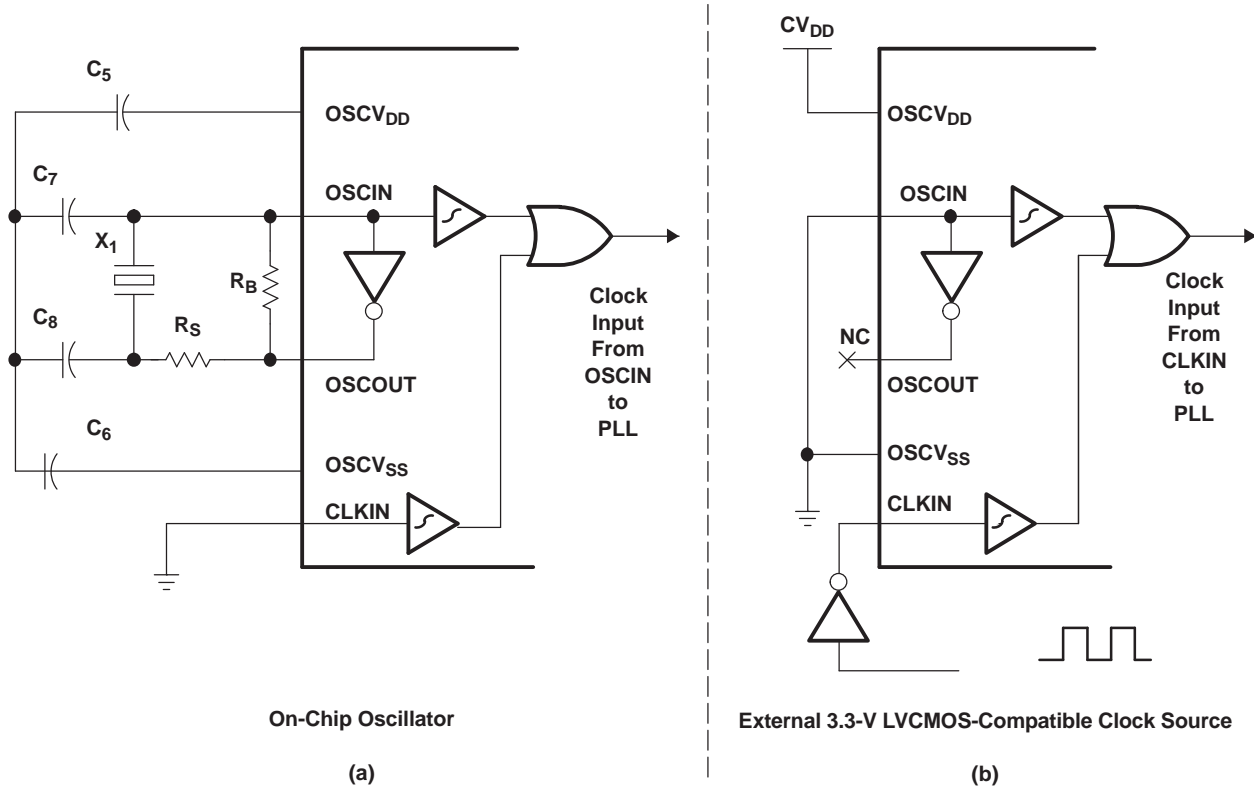 C5
OSCVDD
C7
OSCIN
X1
RB
C8
RS
OSCOUT
Clock
Input
From
OSCIN
to
PLL
C6
OSCVSS
CLKIN
On-Chip Oscillator
(a)
CVDD
OSCVDD
OSCIN
NC
OSCOUT
Clock
Input
From
CLKIN
to
PLL
OSCVSS
CLKIN
External 3.3-V LVCMOS-Compatible Clock Source
(b)